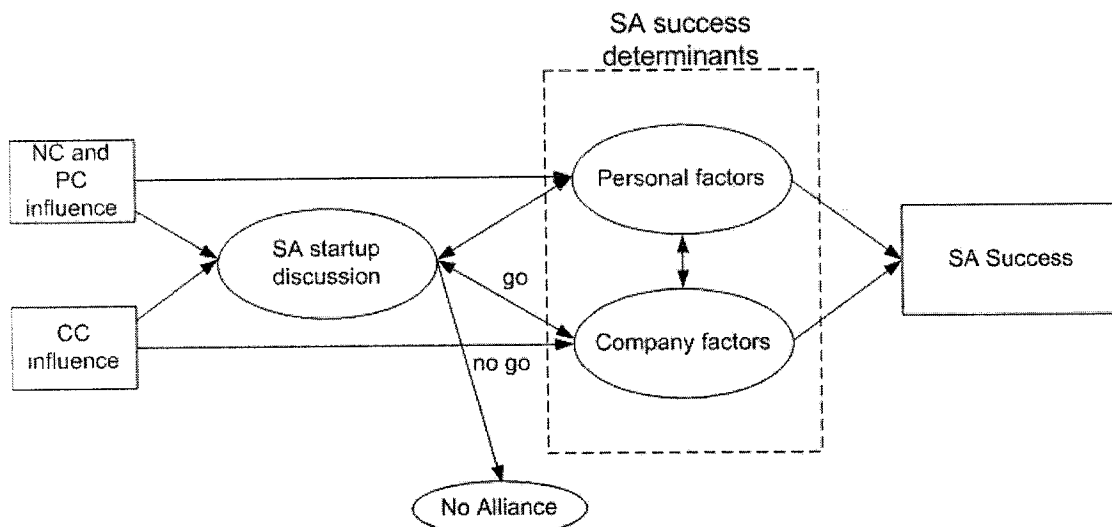 SA success
determinants
NC and
PC
influence
Personal factors
SA startup
discussion
go
SA Success
CC
influence
no go
Company factors
No Alliance